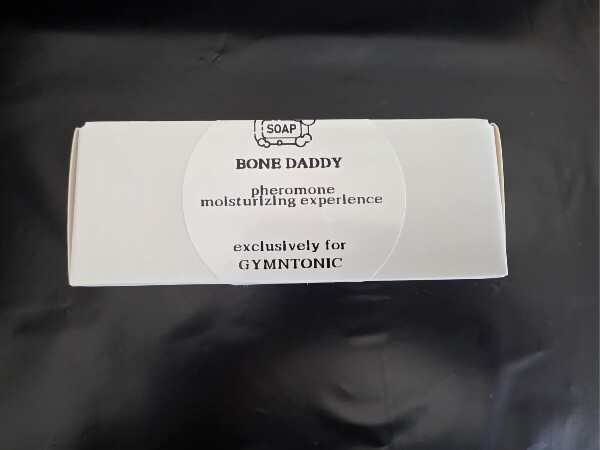 SOAP
BONE DADDY
pheromone
moisturizing experience
exclusively for
GYMNTONIC